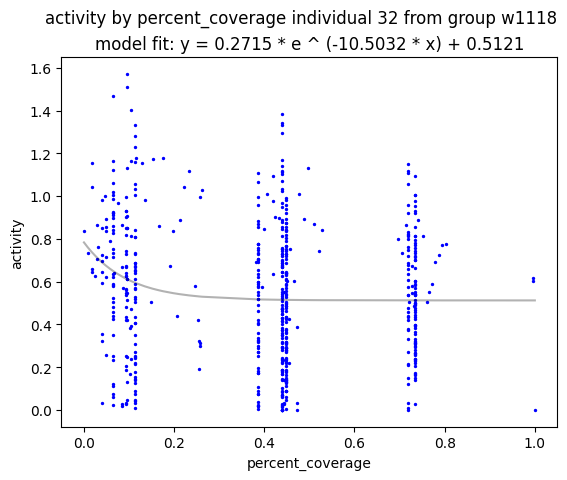 activity by percent_coverage individual 32 from group w1118
model fit: y = 0.2715 * e ^ (-10.5032 * x) + 0.5121
1.6
1.4
1.2
1.0
0.8
0.6
0.4
0.2
0.0
activity
0.0 0.2 0.4 0.6 0.8 1.0
percent_coverage